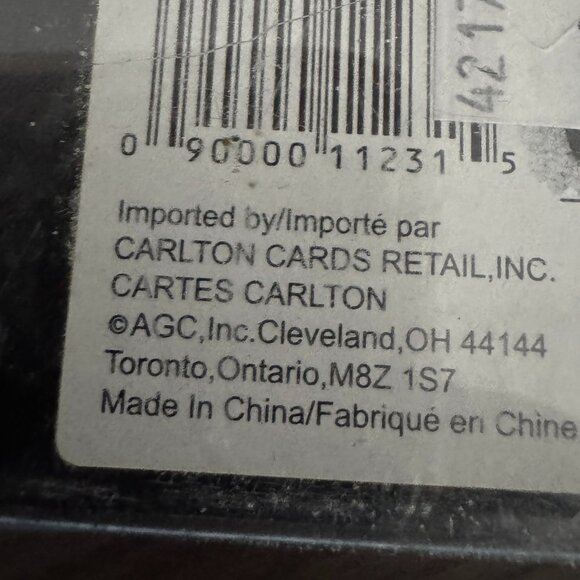 4217
0 90000 11231 5
Imported by/Importé par
CARLTON CARDS RETAIL,INC.
CARTES CARLTON
©AGC,Inc.Cleveland,OH 44144
Toronto,Ontario,M8Z 1S7
Made In China/Fabriqué en Chine